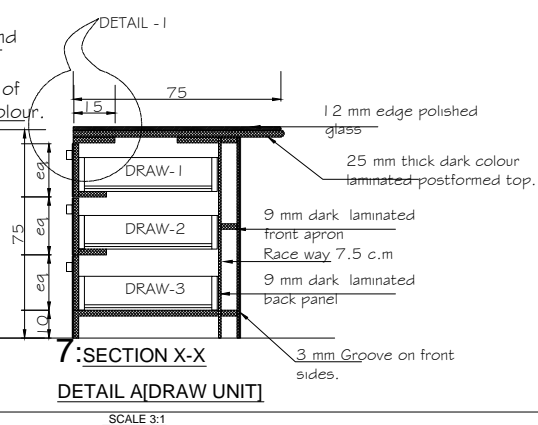 DETAIL - 1
nd
of
olour.
75
15
12 mm edge polished
glass
25 mm thick dark colour
laminated postformed top.
DRAW-1
DRAW-2
DRAW-3
eq
eq
eq
75
10
9 mm dark laminated
front apron
Race way 7.5 c.m
9 mm dark laminated
back panel
3 mm Groove on front
sides.
7:SECTION X-X
DETAIL A[DRAW UNIT]
SCALE 3:1